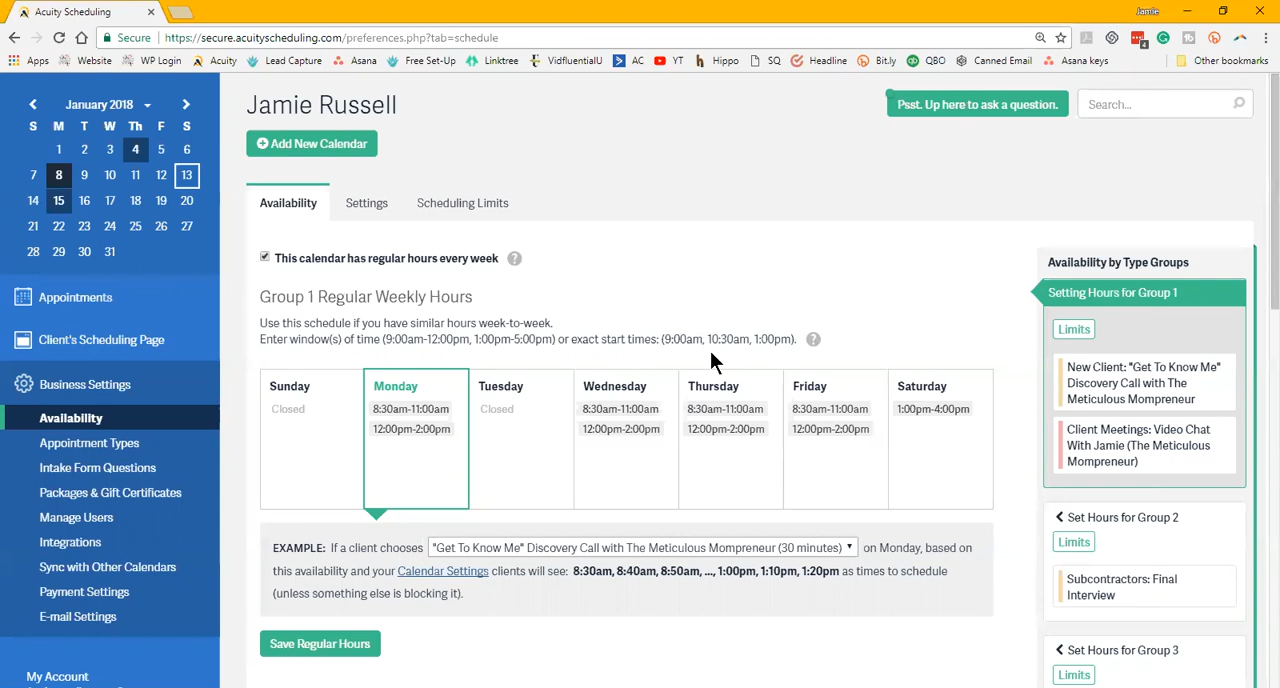 Acuity Scheduling
Jamie
Secure https://secure.acuityscheduling.com/preferences.php?tab=schedule
4
Apps Website WP Login Acuity Lead Capture Asana Free Set-Up Linktree VidfluentialU AC YT Hippo SQ Headline Bit.ly QBO Canned Email Asana keys Other bookmarks
January 2018
S M T W Th F S
1 2 3 4 5 6
7 8 9 10 11 12 13
14 15 16 17 18 19 20
21 22 23 24 25 26 27
28 29 30 31
Appointments
Client's Scheduling Page
Business Settings
Availability
Appointment Types
Intake Form Questions
Packages & Gift Certificates
Manage Users
Integrations
Sync with Other Calendars
Payment Settings
E-mail Settings
My Account
Jamie Russell
Psst. Up here to ask a question.
Search...
Add New Calendar
Availability Settings Scheduling Limits
This calendar has regular hours every week ?
Group 1 Regular Weekly Hours
Use this schedule if you have similar hours week-to-week.
Enter window(s) of time (9:00am-12:00pm, 1:00pm-5:00pm) or exact start times: (9:00am, 10:30am, 1:00pm). ?
Sunday Monday Tuesday Wednesday Thursday Friday Saturday
Closed 8:30am-11:00am Closed 8:30am-11:00am 8:30am-11:00am 8:30am-11:00am 1:00pm-4:00pm
12:00pm-2:00pm 12:00pm-2:00pm 12:00pm-2:00pm 12:00pm-2:00pm
EXAMPLE: If a client chooses "Get To Know Me" Discovery Call with The Meticulous Mompreneur (30 minutes) on Monday, based on
this availability and your Calendar Settings clients will see: 8:30am, 8:40am, 8:50am, ..., 1:00pm, 1:10pm, 1:20pm as times to schedule
(unless something else is blocking it).
Save Regular Hours
Availability by Type Groups
Setting Hours for Group 1
Limits
New Client: "Get To Know Me"
Discovery Call with The
Meticulous Mompreneur
Client Meetings: Video Chat
With Jamie (The Meticulous
Mompreneur)
Set Hours for Group 2
Limits
Subcontractors: Final
Interview
Set Hours for Group 3
Limits